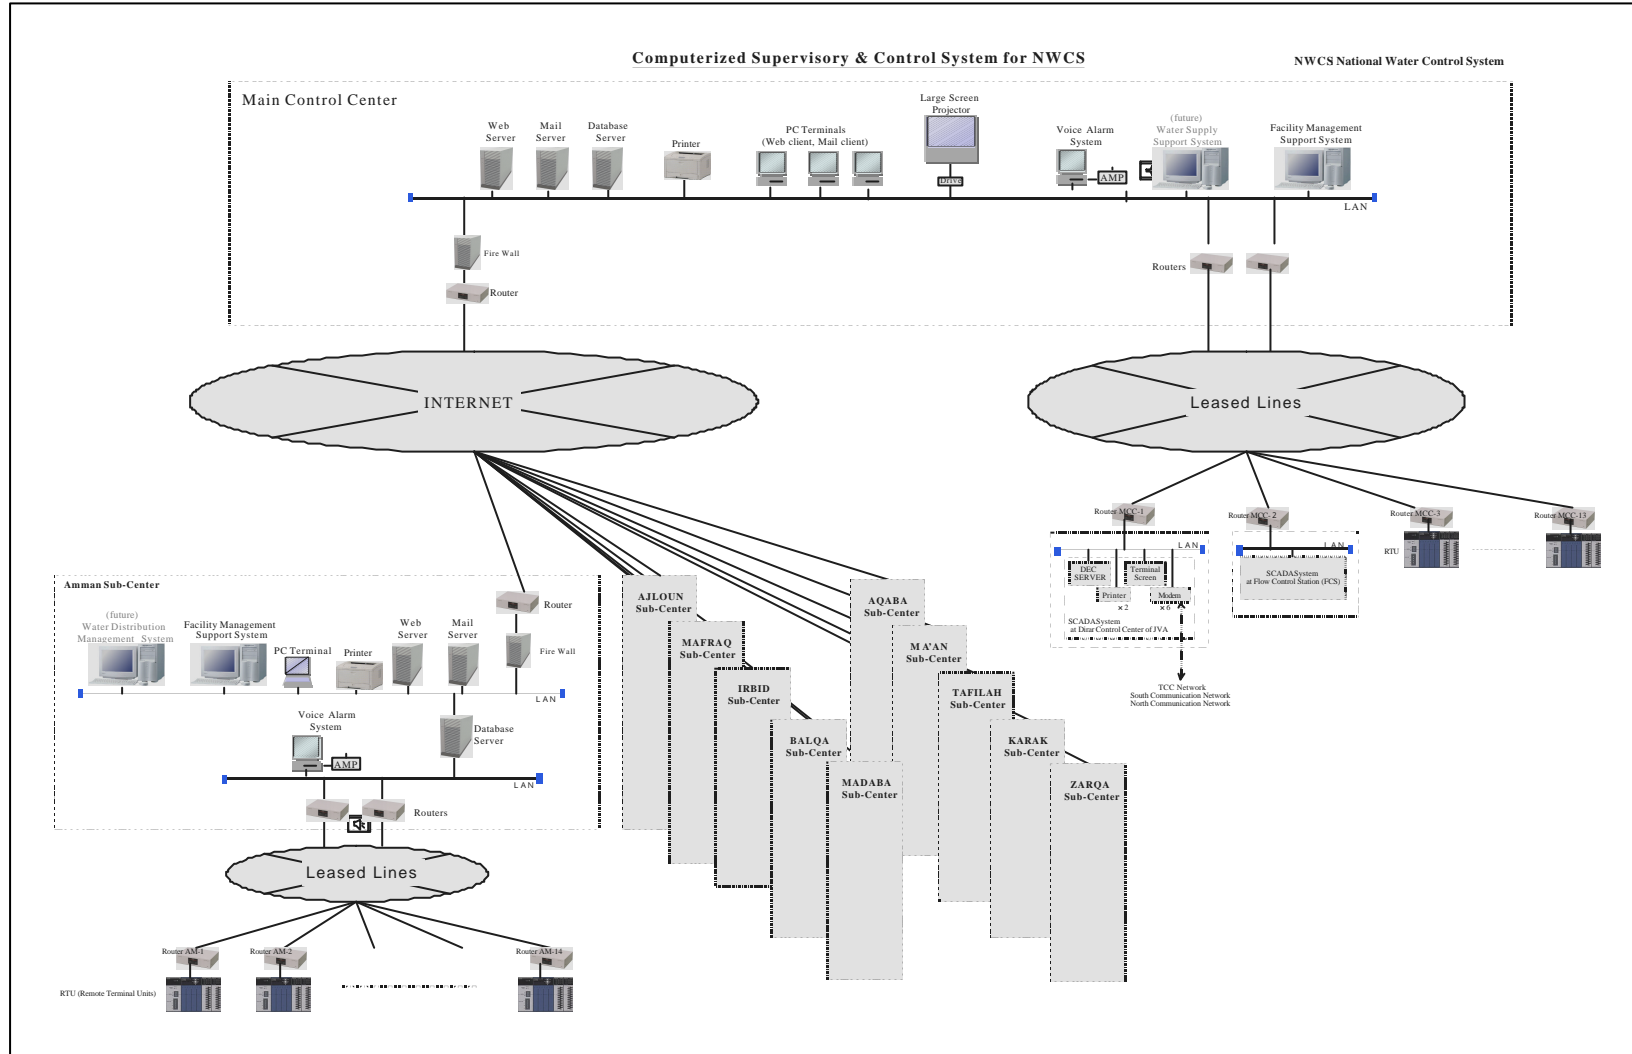 Computerized Supervisory & Control System for NWCS
NWCS National Water Control System
Main Control Center
Web
Server
Mail
Server
Database
Server
Printer
PC Terminals
(Web client, Mail client)
Large Screen
Projector
Drive
Voice Alarm
System
AMP
(future)
Water Supply
Support System
Facility Management
Support System
LAN
Fire Wall
Router
Routers
INTERNET
Leased Lines
Router MCC-1
Router MCC-2
Router MCC-3
Router MCC-13
RTU
LAN
DEC
SERVER
Terminal
Screen
Printer
×2
Modem
×6
SCADASystem
at Dirar Control Center of JVA
LAN
SCADASystem
at Flow Control Station (FCS)
TCC Network
South Communication Network
North Communication Network
Amman Sub-Center
(future)
Water Distribution
Management System
Facility Management
Support System
PC Terminal
Printer
Web
Server
Mail
Server
Router
Fire Wall
LAN
Voice Alarm
System
AMP
Database
Server
LAN
Routers
Leased Lines
Router AM-1
Router AM-2
Router AM-14
RTU (Remote Terminal Units)
AJLOUN
Sub-Center
MAFRAQ
Sub-Center
IRBID
Sub-Center
BALQA
Sub-Center
MADABA
Sub-Center
AQABA
Sub-Center
MA'AN
Sub-Center
TAFILAH
Sub-Center
KARAK
Sub-Center
ZARQA
Sub-Center